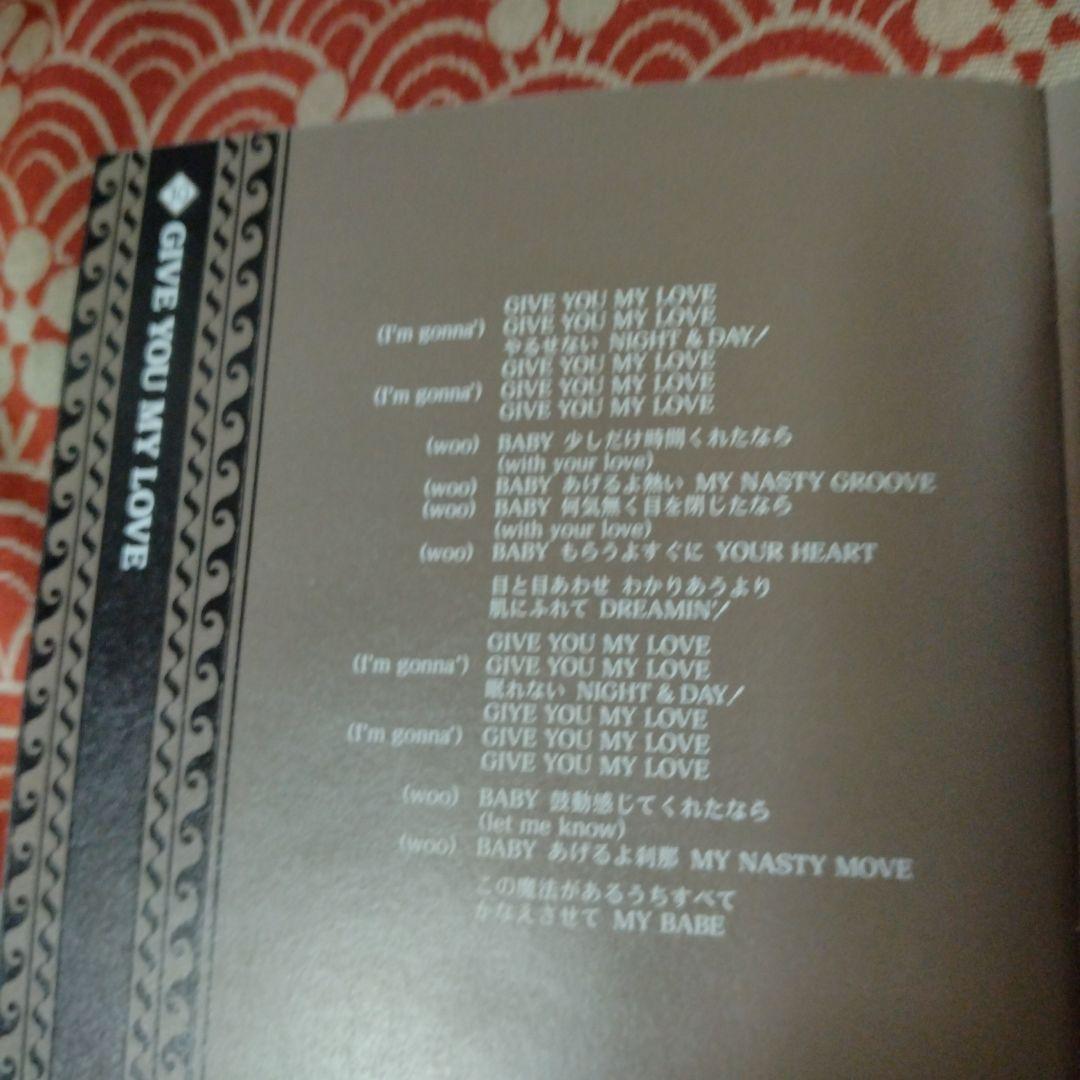 GIVE YOU MY LOVE
GIVE YOU MY LOVE
(I'm gonna') GIVE YOU MY LOVE
やるせない NIGHT & DAY!
GIVE YOU MY LOVE
(I'm gonna') GIVE YOU MY LOVE
GIVE YOU MY LOVE
(woo) BABY 少しだけ時間くれたなら
(with your love)
(woo) BABY あげるよ熱い MY NASTY GROOVE
(woo) BABY 何気無く目を閉じたなら
(with your love)
(woo) BABY もらうよすぐに YOUR HEART
目と目あわせ わかりあうより
肌にふれて DREAMIN'!
GIVE YOU MY LOVE
(I'm gonna') GIVE YOU MY LOVE
眠れない NIGHT & DAY!
GIYE YOU MY LOVE
(I'm gonna') GIVE YOU MY LOVE
GIVE YOU MY LOVE
(woo) BABY 鼓動感じてくれたなら
(let me know)
(woo) BABY あげるよ刹那 MY NASTY MOVE
この魔法があるうちすべて
かなえさせて MY BABE